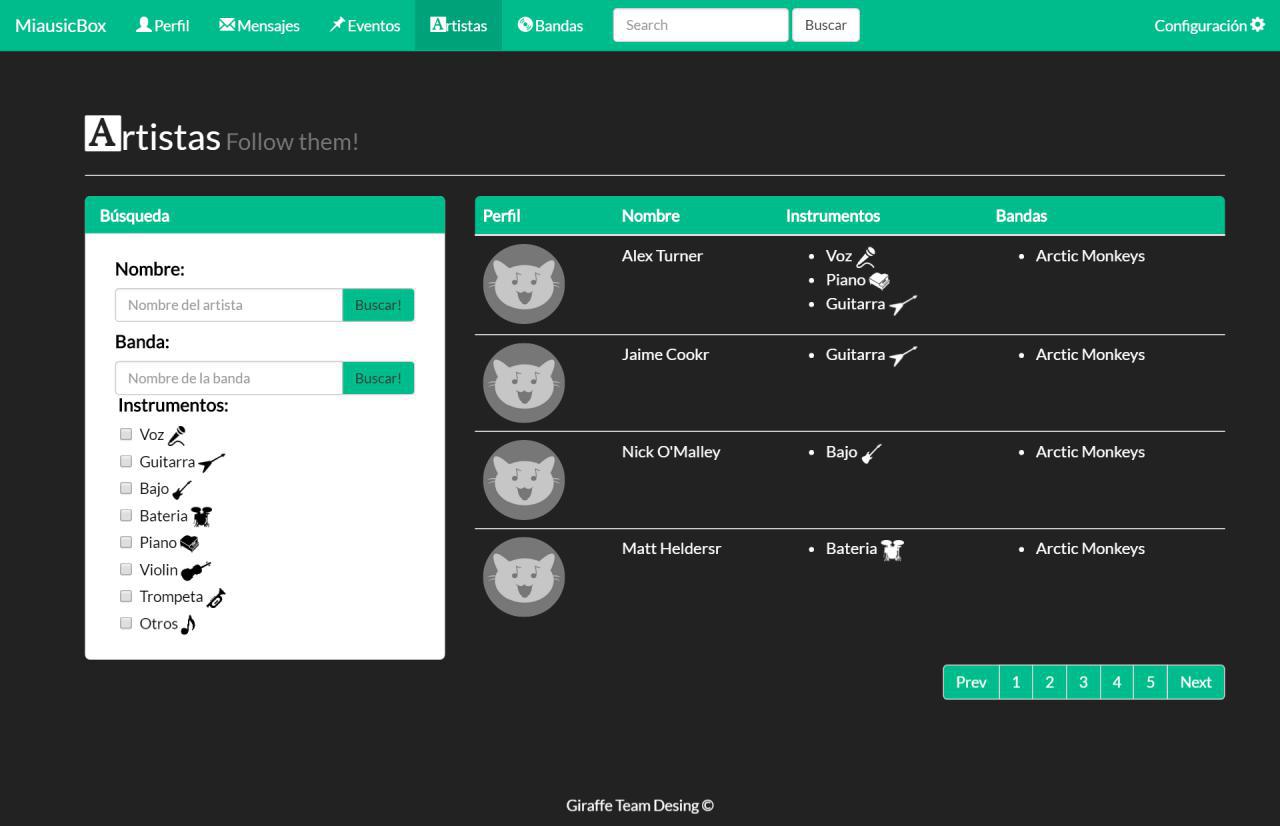 MiausicBox Perfil Mensajes Eventos Artistas Bandas Search Buscar Configuración
Artistas Follow them!
Búsqueda
Nombre:
Nombre del artista Buscar!
Banda:
Nombre de la banda Buscar!
Instrumentos:
Voz
Guitarra
Bajo
Bateria
Piano
Violin
Trompeta
Otros
Perfil Nombre Instrumentos Bandas
Alex Turner • Voz • Arctic Monkeys
• Piano
• Guitarra
Jaime Cookr • Guitarra • Arctic Monkeys
Nick O'Malley • Bajo • Arctic Monkeys
Matt Heldersr • Bateria • Arctic Monkeys
Prev 1 2 3 4 5 Next
Giraffe Team Desing ©